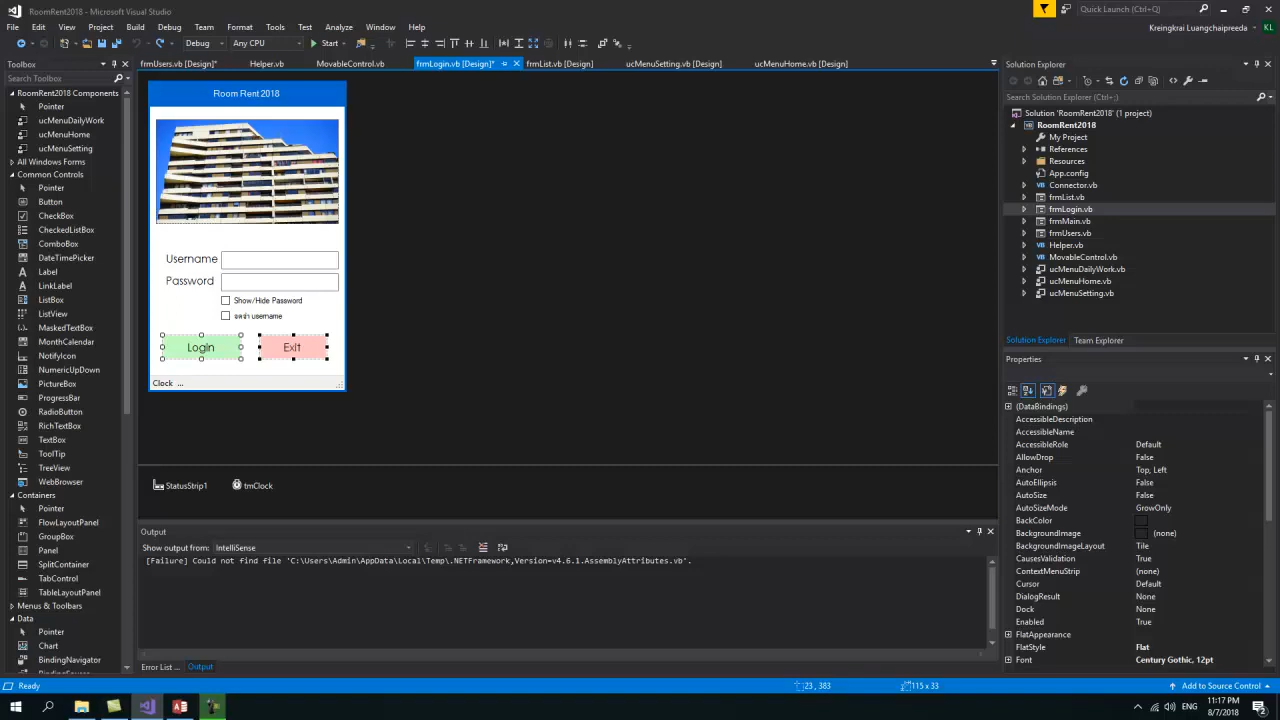 RoomRent2018 - Microsoft Visual Studio
Quick Launch (Ctrl+Q)
File Edit View Project Build Debug Team Format Tools Test Analyze Window Help
Kreingkrai Luangchaipreeda KL
Debug Any CPU Start
Toolbox
Search Toolbox
RoomRent2018 Components
Pointer
ucMenuDailyWork
ucMenuHome
ucMenuSetting
All Windows Forms
Common Controls
Pointer
Button
CheckBox
CheckedListBox
ComboBox
DateTimePicker
Label
LinkLabel
ListBox
ListView
MaskedTextBox
MonthCalendar
NotifyIcon
NumericUpDown
PictureBox
ProgressBar
RadioButton
RichTextBox
TextBox
ToolTip
TreeView
WebBrowser
Containers
Pointer
FlowLayoutPanel
GroupBox
Panel
SplitContainer
TabControl
TableLayoutPanel
Menus & Toolbars
Data
Pointer
Chart
BindingNavigator
frmUsers.vb [Design]* Helper.vb MovableControl.vb frmLogin.vb [Design]* frmList.vb [Design] ucMenuSetting.vb [Design] ucMenuHome.vb [Design]
Room Rent 2018
Username
Password
Show/Hide Password
จดจำ username
Login Exit
Clock ...
StatusStrip1 tmClock
Output
Show output from: IntelliSense
[Failure] Could not find file 'C:\Users\Admin\AppData\Local\Temp\.NETFramework,Version=v4.6.1.AssemblyAttributes.vb'.
Error List ... Output
Solution Explorer
Search Solution Explorer (Ctrl+;)
Solution 'RoomRent2018' (1 project)
RoomRent2018
My Project
References
Resources
App.config
Connector.vb
frmList.vb
frmLogin.vb
frmMain.vb
frmUsers.vb
Helper.vb
MovableControl.vb
ucMenuDailyWork.vb
ucMenuHome.vb
ucMenuSetting.vb
Solution Explorer Team Explorer
Properties
(DataBindings)
AccessibleDescription
AccessibleName
AccessibleRole Default
AllowDrop False
Anchor Top, Left
AutoEllipsis False
AutoSize False
AutoSizeMode GrowOnly
BackColor
BackgroundImage (none)
BackgroundImageLayout Tile
CausesValidation True
ContextMenuStrip (none)
Cursor Default
DialogResult None
Dock None
Enabled True
FlatAppearance
FlatStyle Flat
Font Century Gothic, 12pt
Ready 23 , 383 115 x 33 Add to Source Control
ENG
11:17 PM
8/7/2018
2